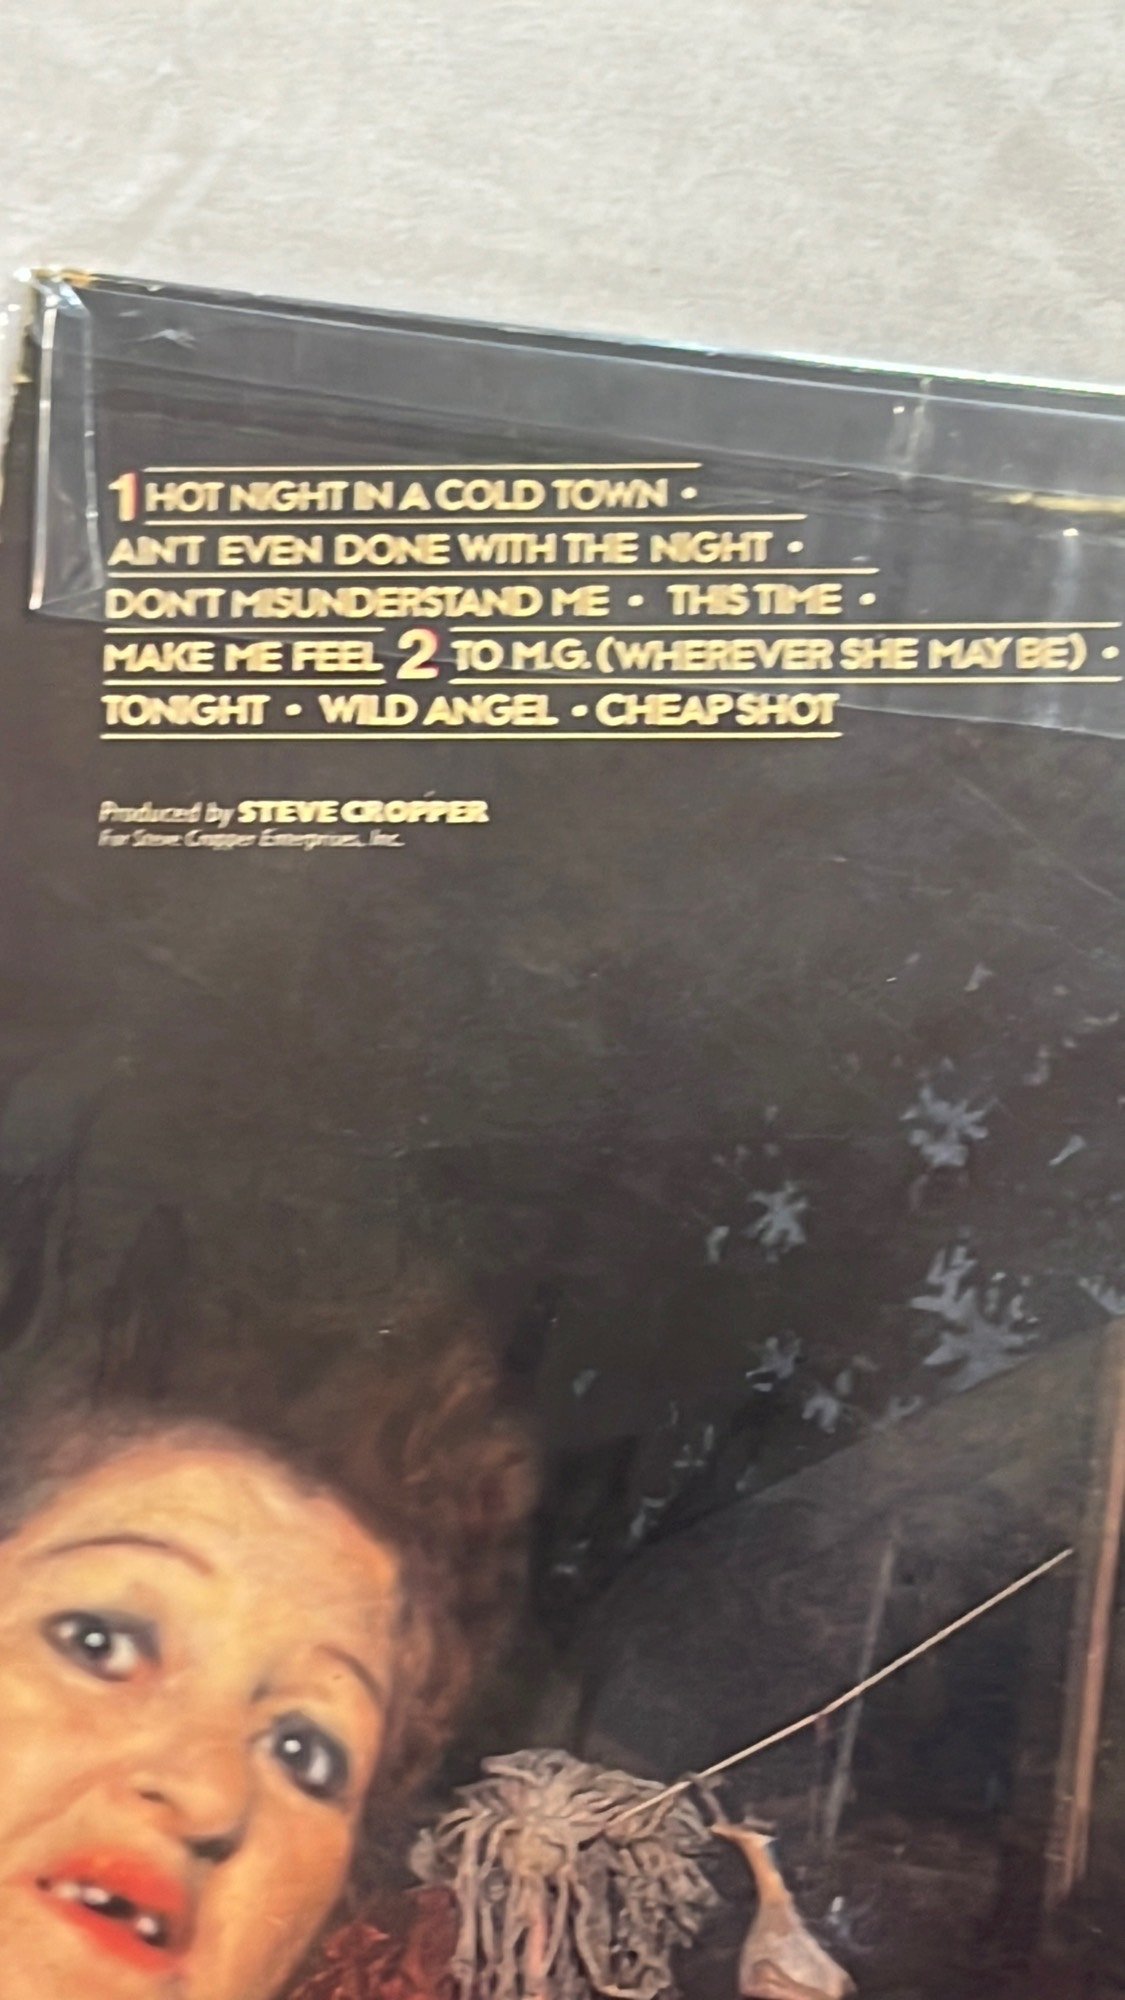 1 HOT NIGHT IN A COLD TOWN •
AIN'T EVEN DONE WITH THE NIGHT •
DON'T MISUNDERSTAND ME • THIS TIME •
MAKE ME FEEL 2 TO M.G. (WHEREVER SHE MAY BE) •
TONIGHT • WILD ANGEL • CHEAP SHOT
Produced by STEVE CROPPER
For Steve Cropper Enterprises, Inc.